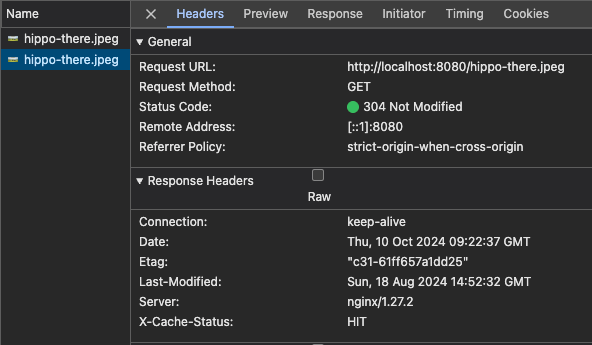 Name
Headers Preview Response Initiator Timing Cookies
hippo-there.jpeg
hippo-there.jpeg
General
Request URL: http://localhost:8080/hippo-there.jpeg
Request Method: GET
Status Code: 304 Not Modified
Remote Address: [::1]:8080
Referrer Policy: strict-origin-when-cross-origin
Response Headers
Raw
Connection: keep-alive
Date: Thu, 10 Oct 2024 09:22:37 GMT
Etag: "c31-61ff657a1dd25"
Last-Modified: Sun, 18 Aug 2024 14:52:32 GMT
Server: nginx/1.27.2
X-Cache-Status: HIT